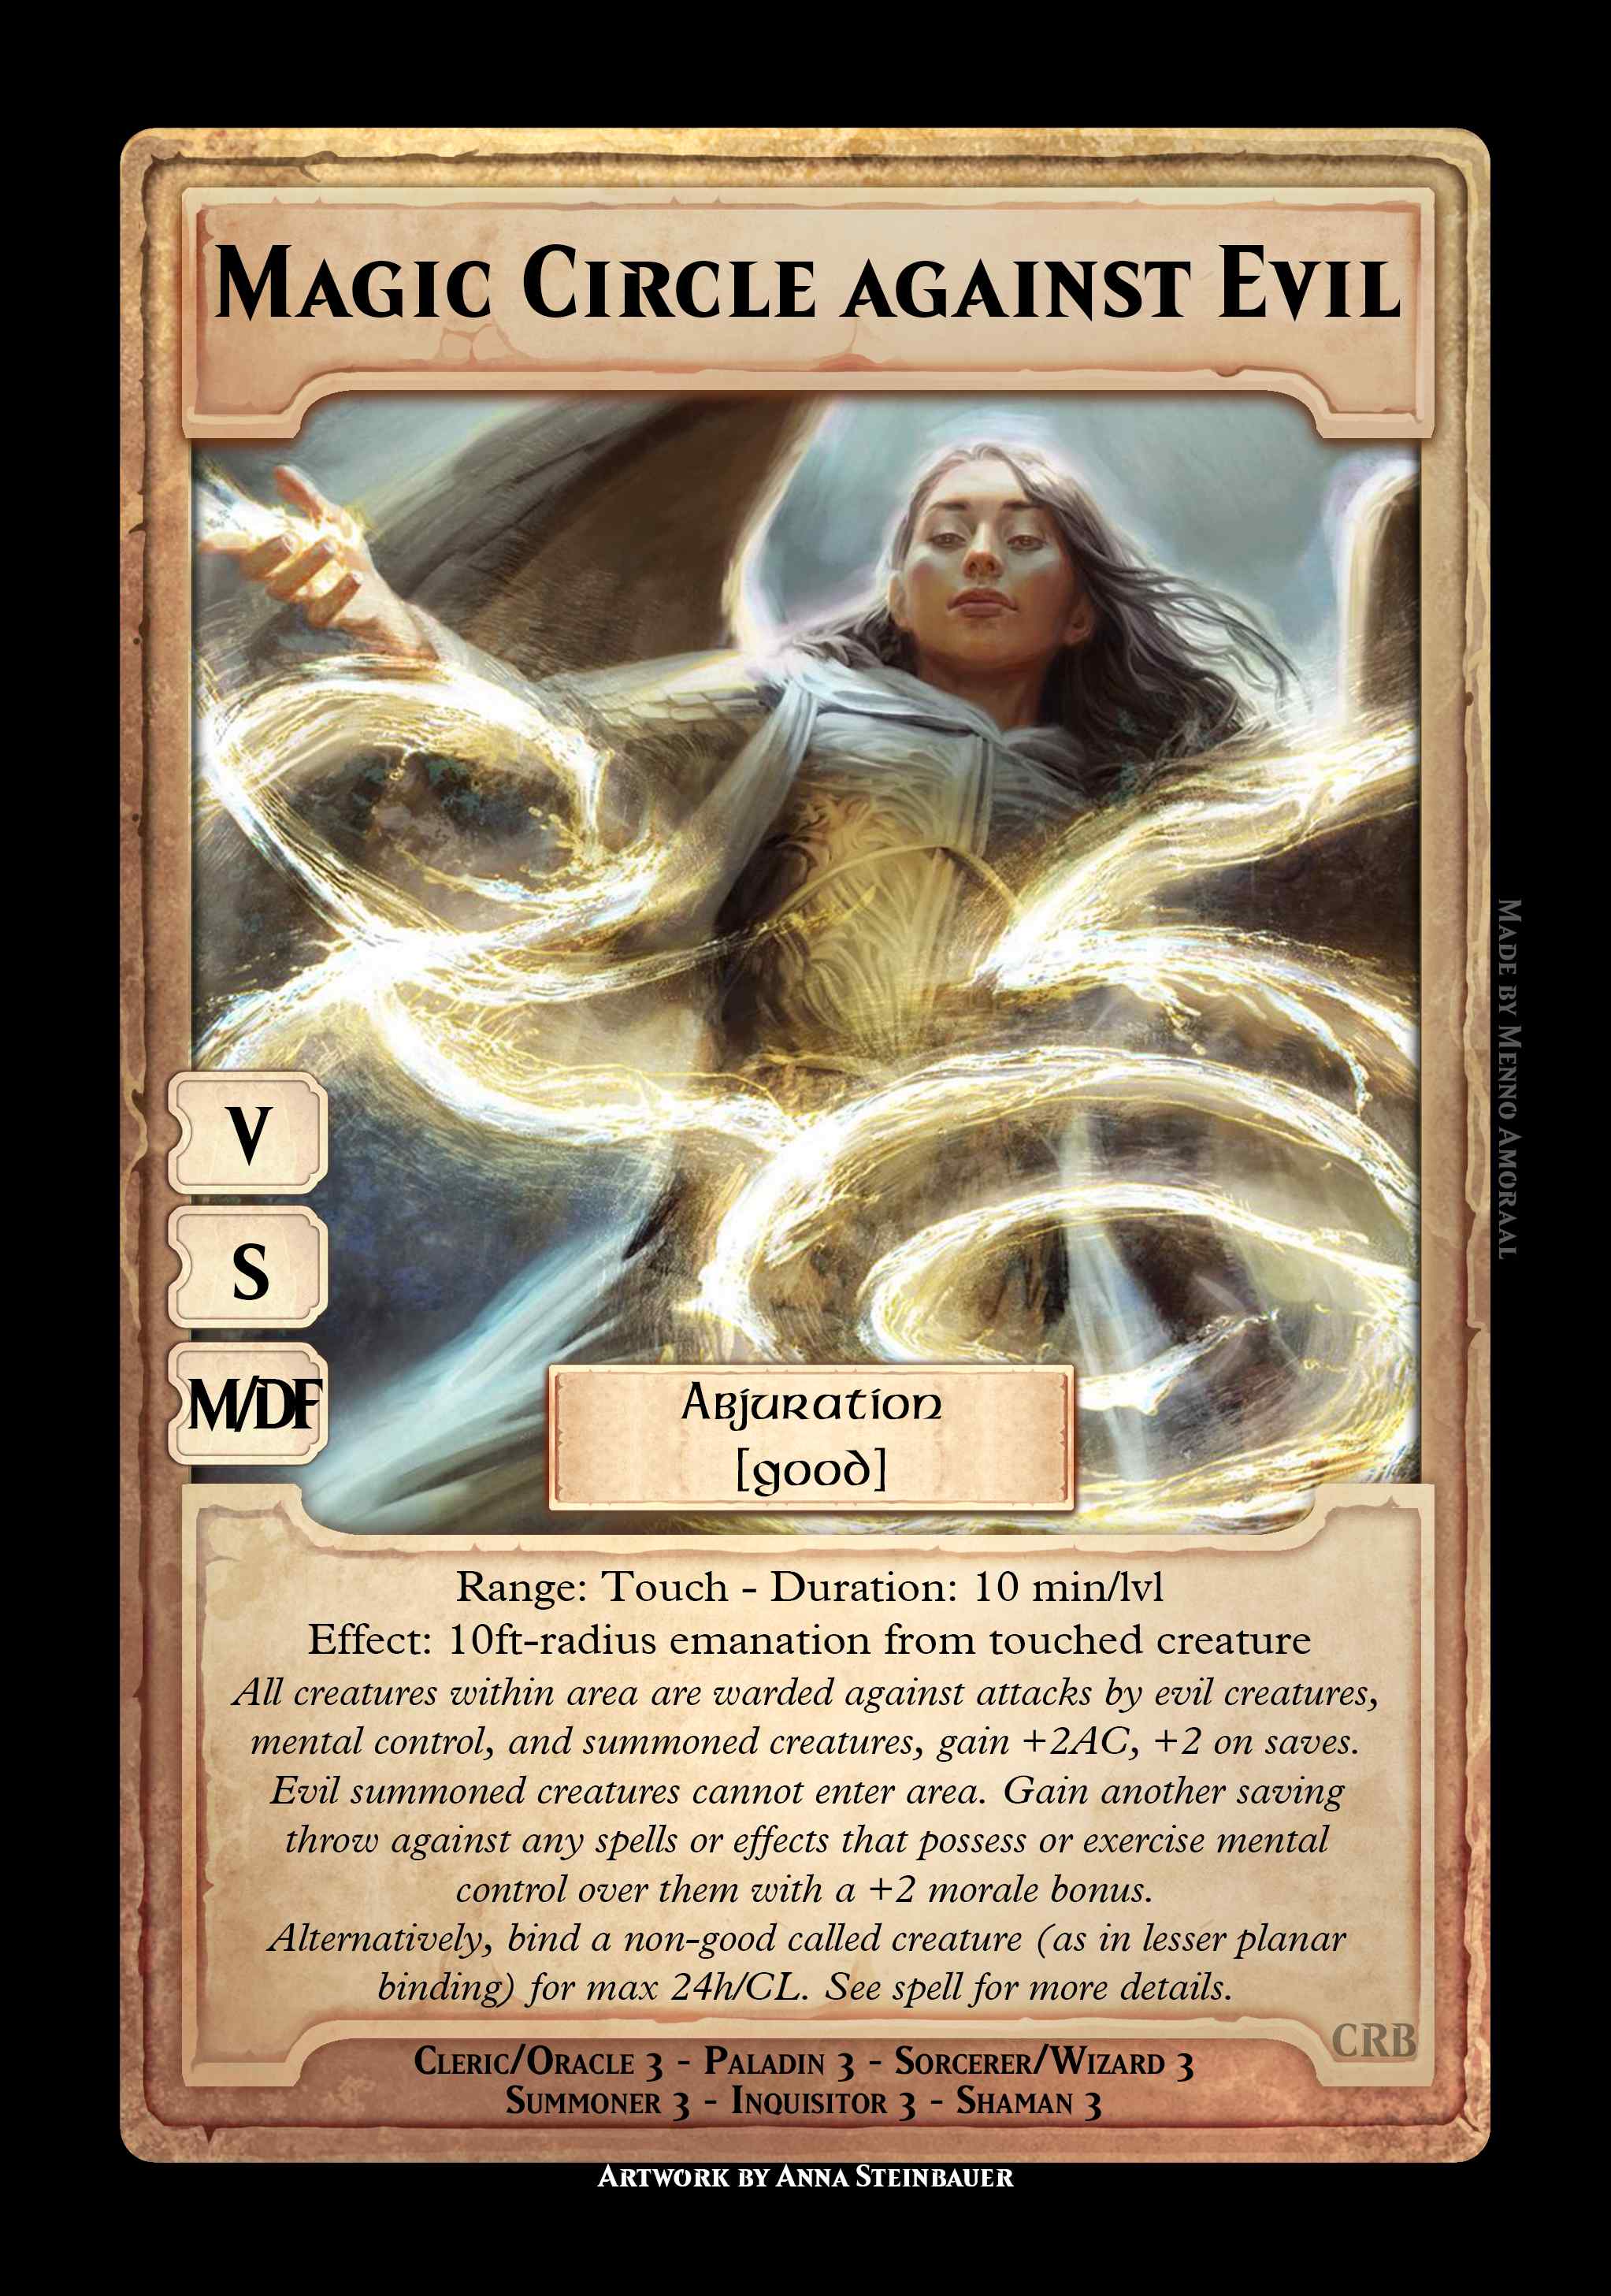 Magic Circle against Evil
V
S
M/DF
Abjuration
[good]
Range: Touch - Duration: 10 min/lvl
Effect: 10ft-radius emanation from touched creature
All creatures within area are warded against attacks by evil creatures,
mental control, and summoned creatures, gain +2AC, +2 on saves.
Evil summoned creatures cannot enter area. Gain another saving
throw against any spells or effects that possess or exercise mental
control over them with a +2 morale bonus.
Alternatively, bind a non-good called creature (as in lesser planar
binding) for max 24h/CL. See spell for more details.
CRB
Cleric/Oracle 3 - Paladin 3 - Sorcerer/Wizard 3
Summoner 3 - Inquisitor 3 - Shaman 3
Artwork by Anna Steinbauer
Made by Menno Amoraal